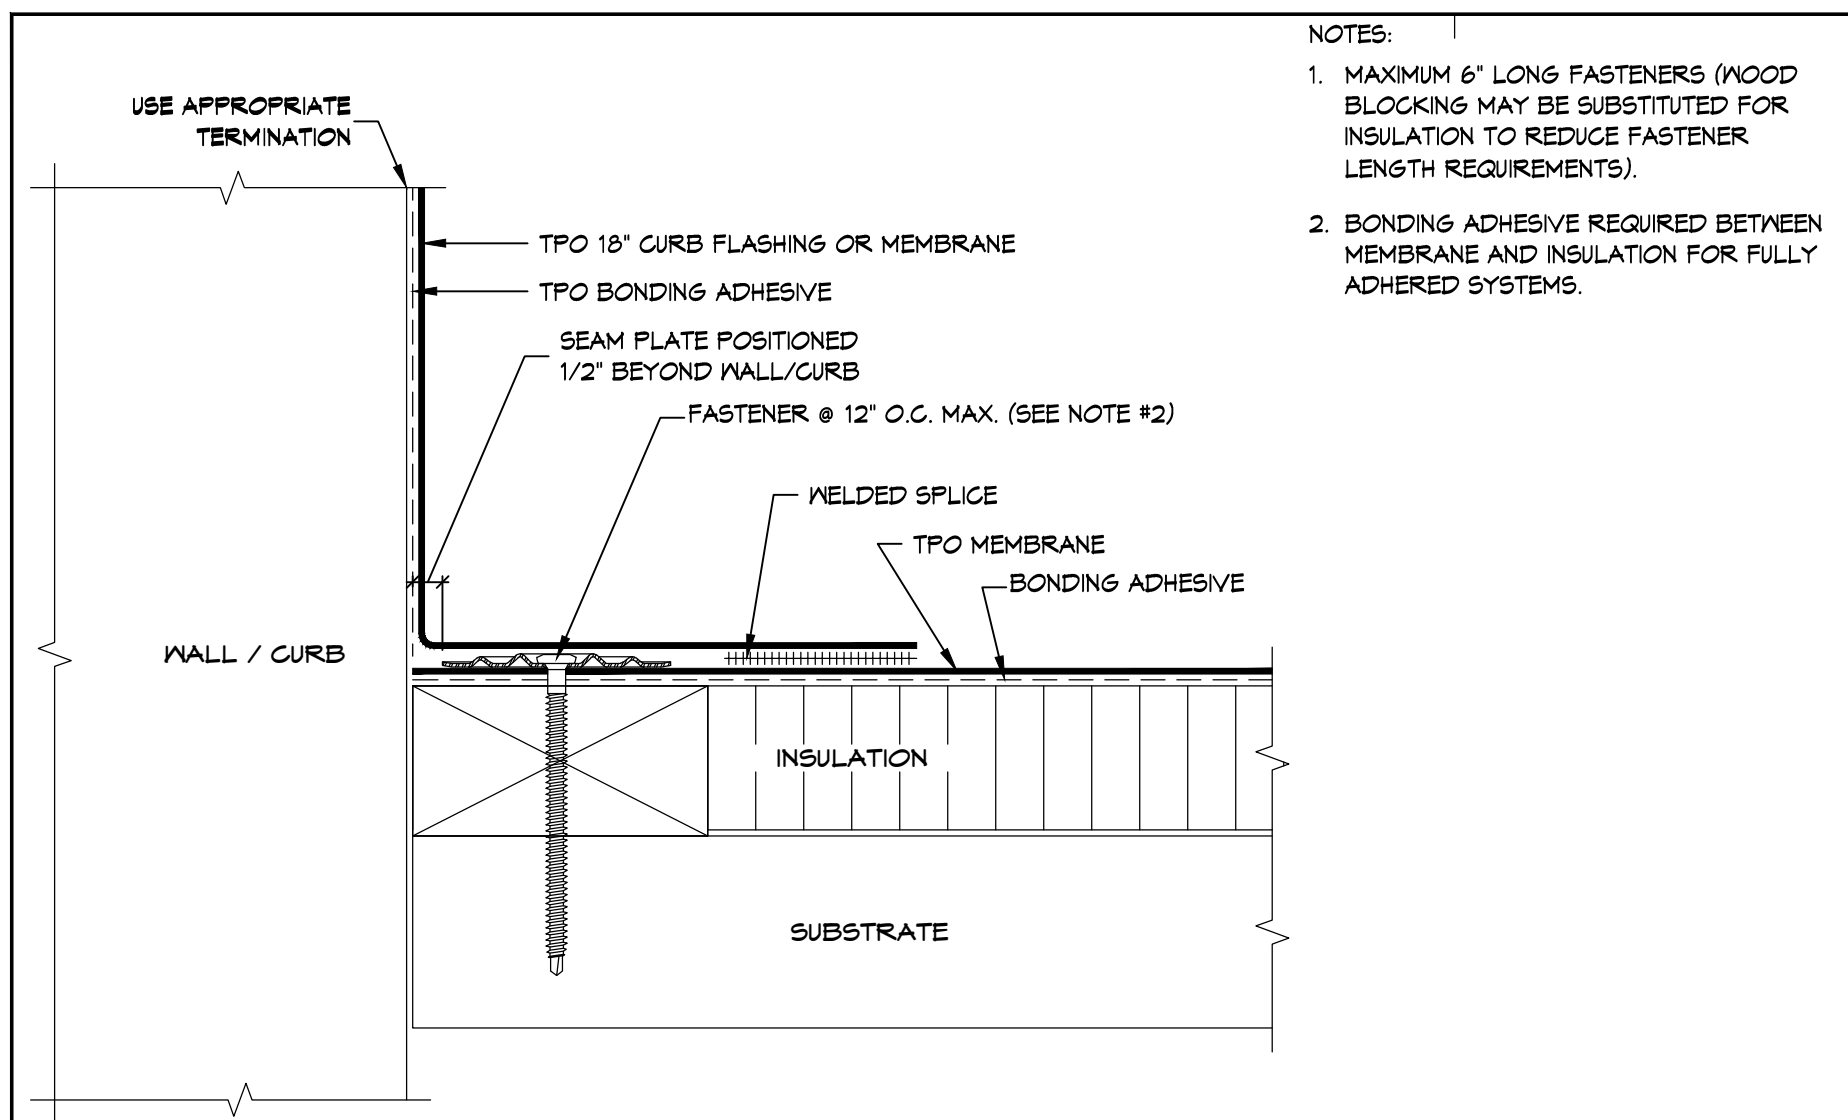 NOTES:
1. MAXIMUM 6" LONG FASTENERS (WOOD
BLOCKING MAY BE SUBSTITUTED FOR
INSULATION TO REDUCE FASTENER
LENGTH REQUIREMENTS).
2. BONDING ADHESIVE REQUIRED BETWEEN
MEMBRANE AND INSULATION FOR FULLY
ADHERED SYSTEMS.
USE APPROPRIATE
TERMINATION
TPO 18" CURB FLASHING OR MEMBRANE
TPO BONDING ADHESIVE
SEAM PLATE POSITIONED
1/2" BEYOND WALL/CURB
FASTENER @ 12" O.C. MAX. (SEE NOTE #2)
WELDED SPLICE
TPO MEMBRANE
BONDING ADHESIVE
WALL / CURB
INSULATION
SUBSTRATE